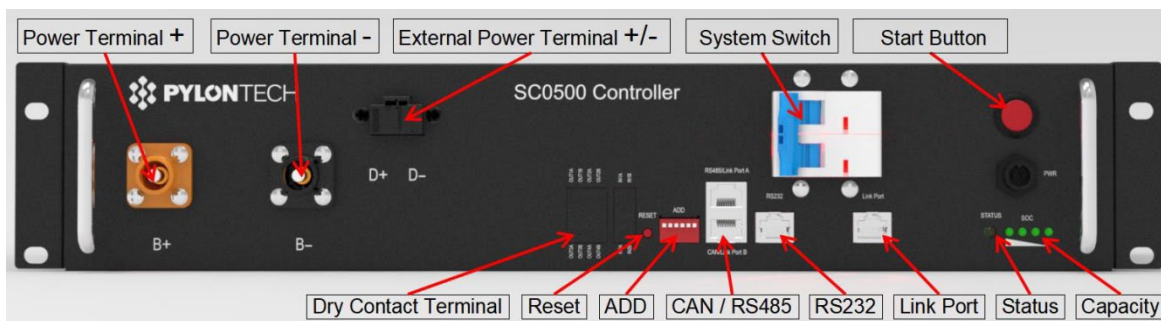 Power Terminal +
Power Terminal -
External Power Terminal +/-
System Switch
Start Button
PYLONTECH
SC0500 Controller
D+ D-
B+
B-
RESET
ADD
RS485/Link Port A
CAN/Link Port B
RS232
Link Port
PWR
STATUS
SOC
Dry Contact Terminal
Reset
ADD
CAN / RS485
RS232
Link Port
Status
Capacity